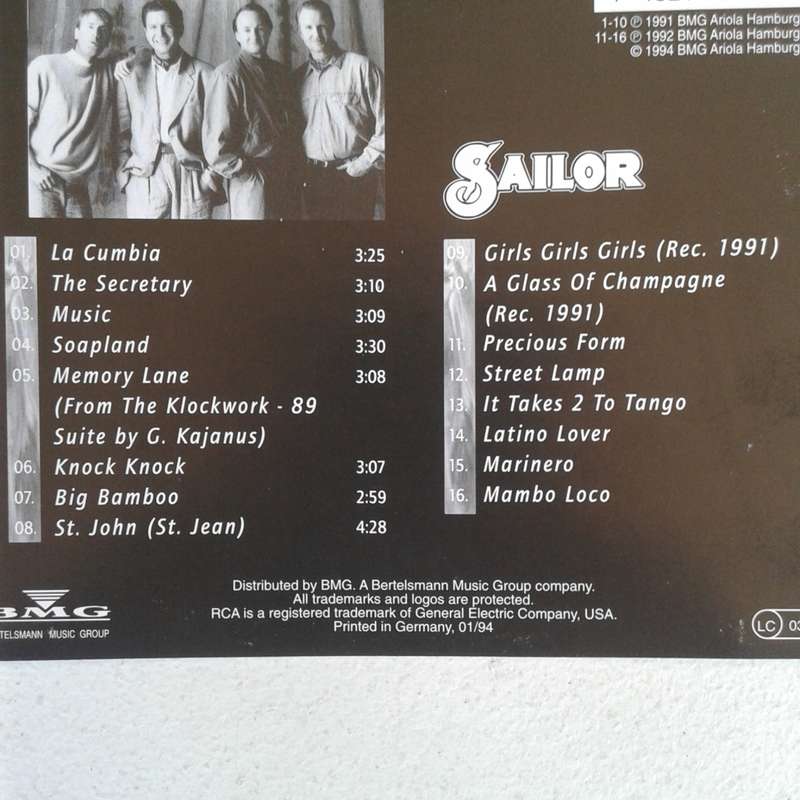 1-10 ℗ 1991 BMG Ariola Hamburg
11-16 ℗ 1992 BMG Ariola Hamburg
© 1994 BMG Ariola Hamburg
SAILOR
01. La Cumbia 3:25
02. The Secretary 3:10
03. Music 3:09
04. Soapland 3:30
05. Memory Lane 3:08
(From The Klockwork - 89
Suite by G. Kajanus)
06. Knock Knock 3:07
07. Big Bamboo 2:59
08. St. John (St. Jean) 4:28
09. Girls Girls Girls (Rec. 1991)
10. A Glass Of Champagne
(Rec. 1991)
11. Precious Form
12. Street Lamp
13. It Takes 2 To Tango
14. Latino Lover
15. Marinero
16. Mambo Loco
Distributed by BMG. A Bertelsmann Music Group company.
All trademarks and logos are protected.
RCA is a registered trademark of General Electric Company, USA.
Printed in Germany, 01/94
BMG
TELSMANN MUSIC GROUP
LC 03